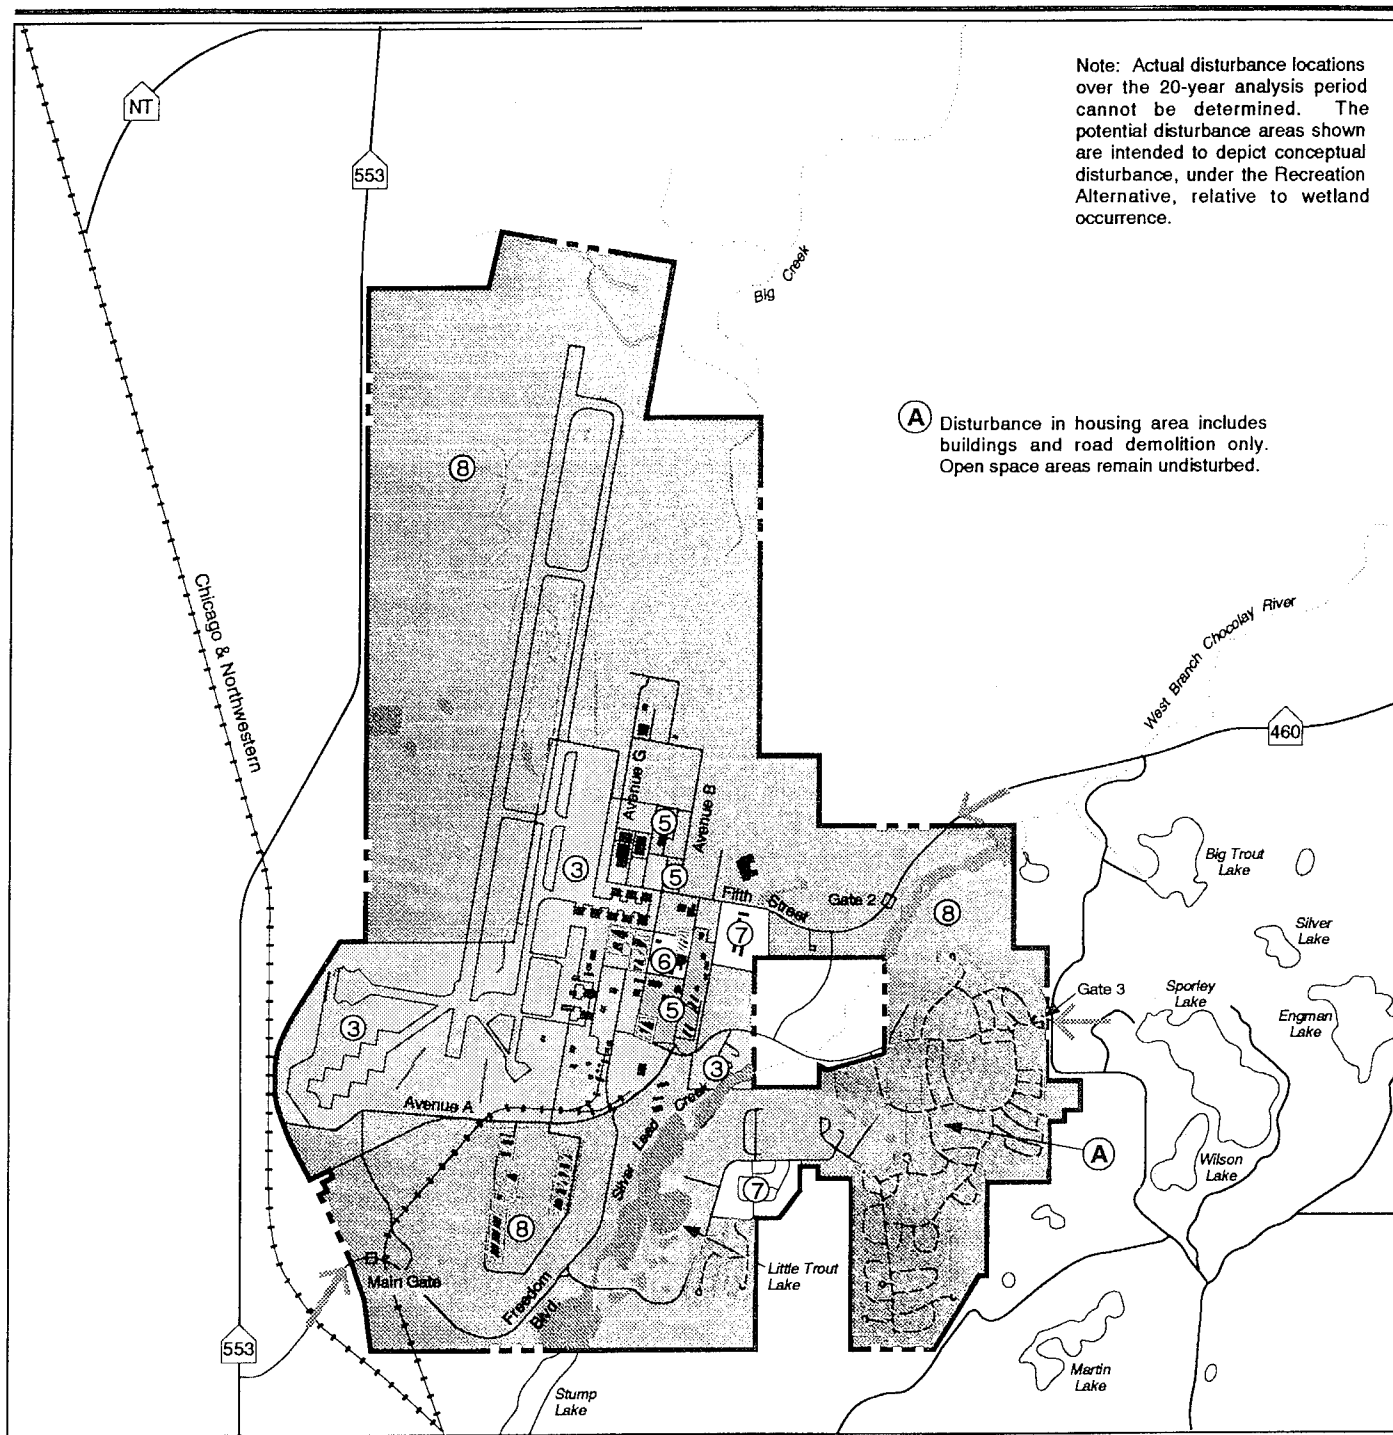 Note: Actual disturbance locations
over the 20-year analysis period
cannot be determined. The
potential disturbance areas shown
are intended to depict conceptual
disturbance, under the Recreation
Alternative, relative to wetland
occurrence.
NT
553
Big Creek
A
Disturbance in housing area includes
buildings and road demolition only.
Open space areas remain undisturbed.
8
Chicago & Northwestern
West Branch Chocolay River
460
Avenue G
Avenue B
5
3
5
Big Trout
Lake
Fifth Street
Gate 2
8
7
Silver
Lake
6
Gate 3
Sporley
Lake
5
Engman
Lake
3
3
Avenue A
Silver Lead Creek
A
Wilson
Lake
7
8
Little Trout
Lake
Main Gate
Freedom
Blvd.
553
Martin
Lake
Stump
Lake